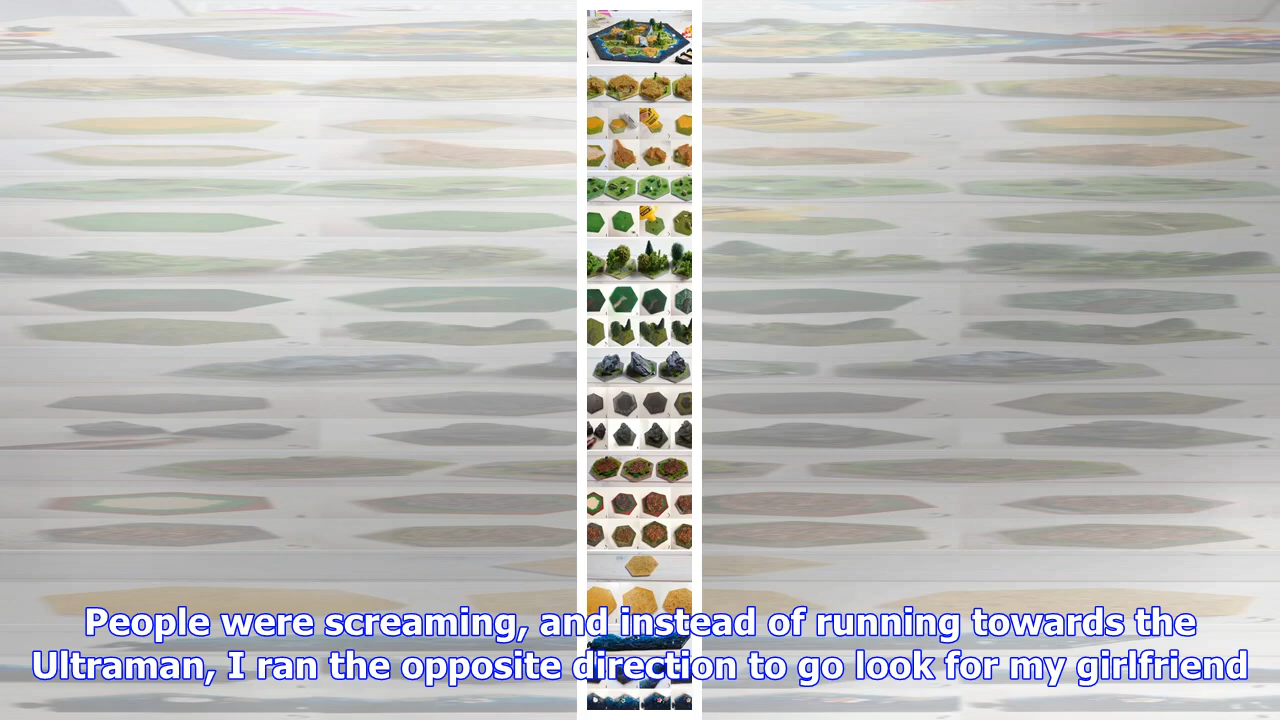 People were screaming, and instead of running towards the
Ultraman, I ran the opposite direction to go look for my girlfriend